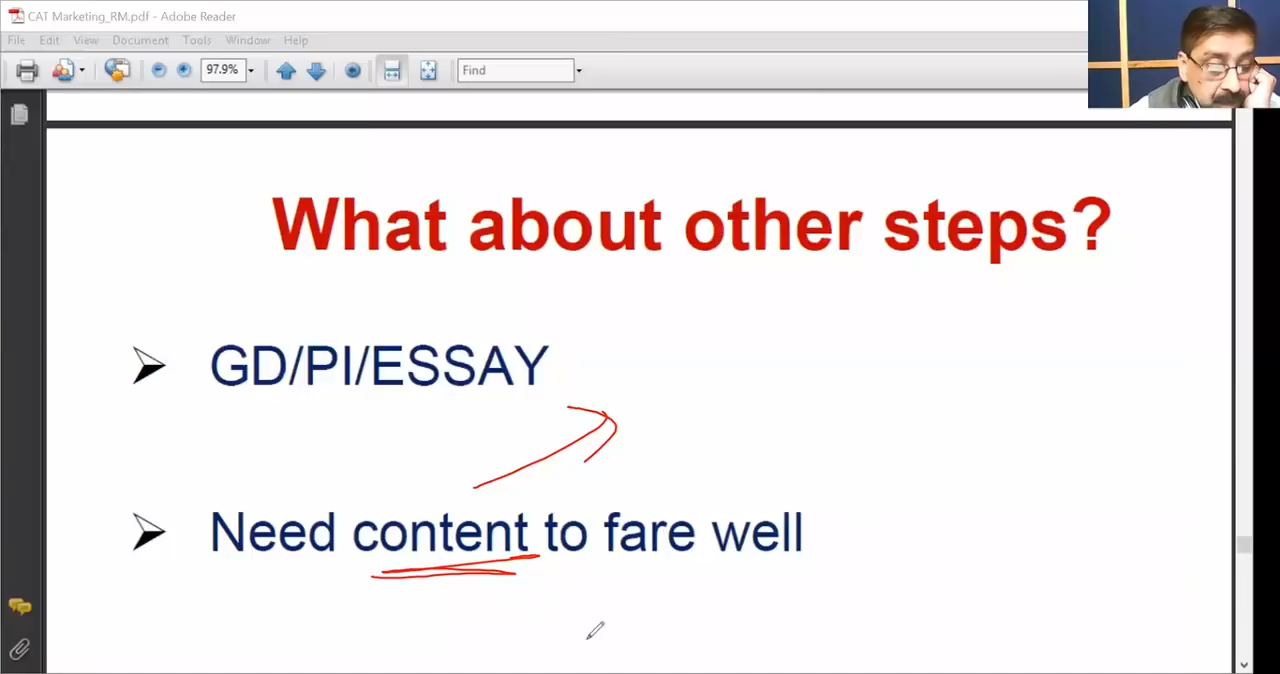 CAT Marketing_RM.pdf - Adobe Reader
File Edit View Document Tools Window Help
97.9% Find
What about other steps?
GD/PI/ESSAY
Need content to fare well